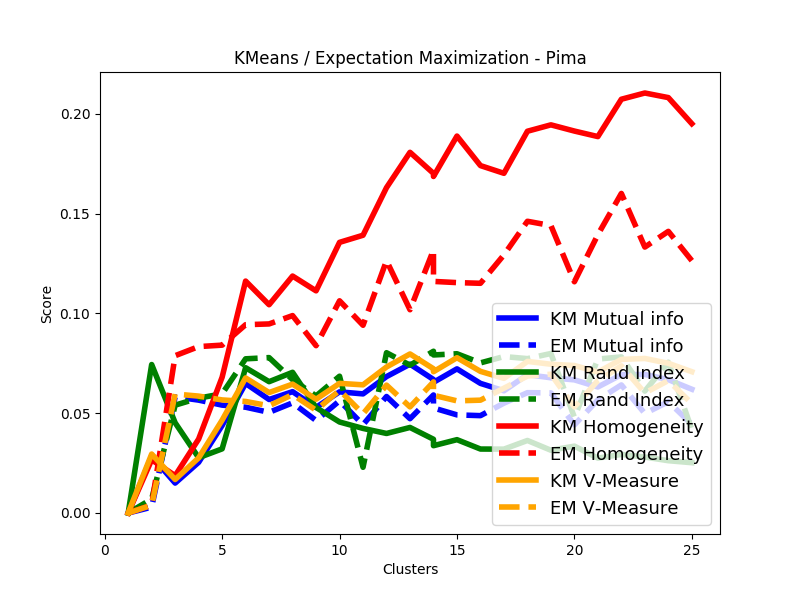 KMeans / Expectation Maximization - Pima
Score
0.20
0.15
0.10
0.05
0.00
KM Mutual info
EM Mutual info
KM Rand Index
EM Rand Index
KM Homogeneity
EM Homogeneity
KM V-Measure
EM V-Measure
0
5
10
15
20
25
Clusters